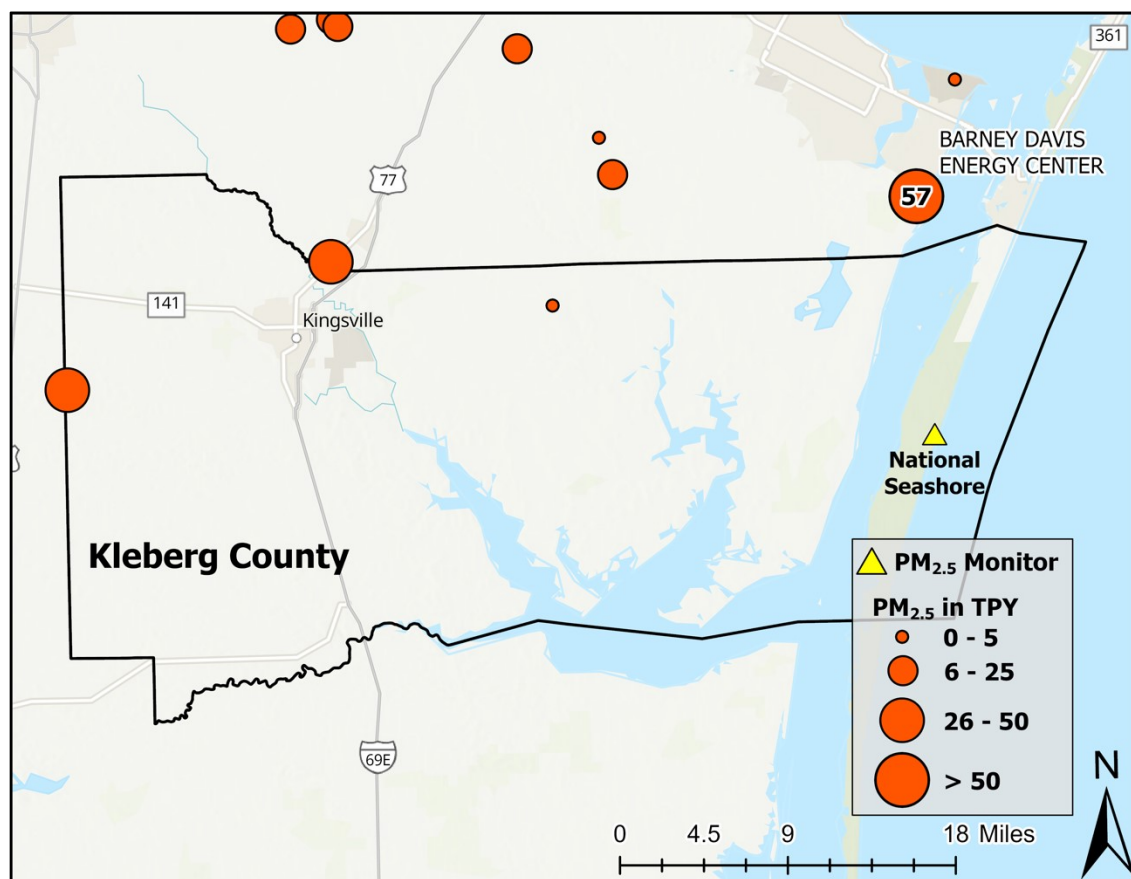 361
BARNEY DAVIS
ENERGY CENTER
77
57
141
Kingsville
National
Seashore
Kleberg County
PM2.5 Monitor
PM2.5 in TPY
0 - 5
6 - 25
26 - 50
> 50
69E
N
0 4.5 9 18 Miles